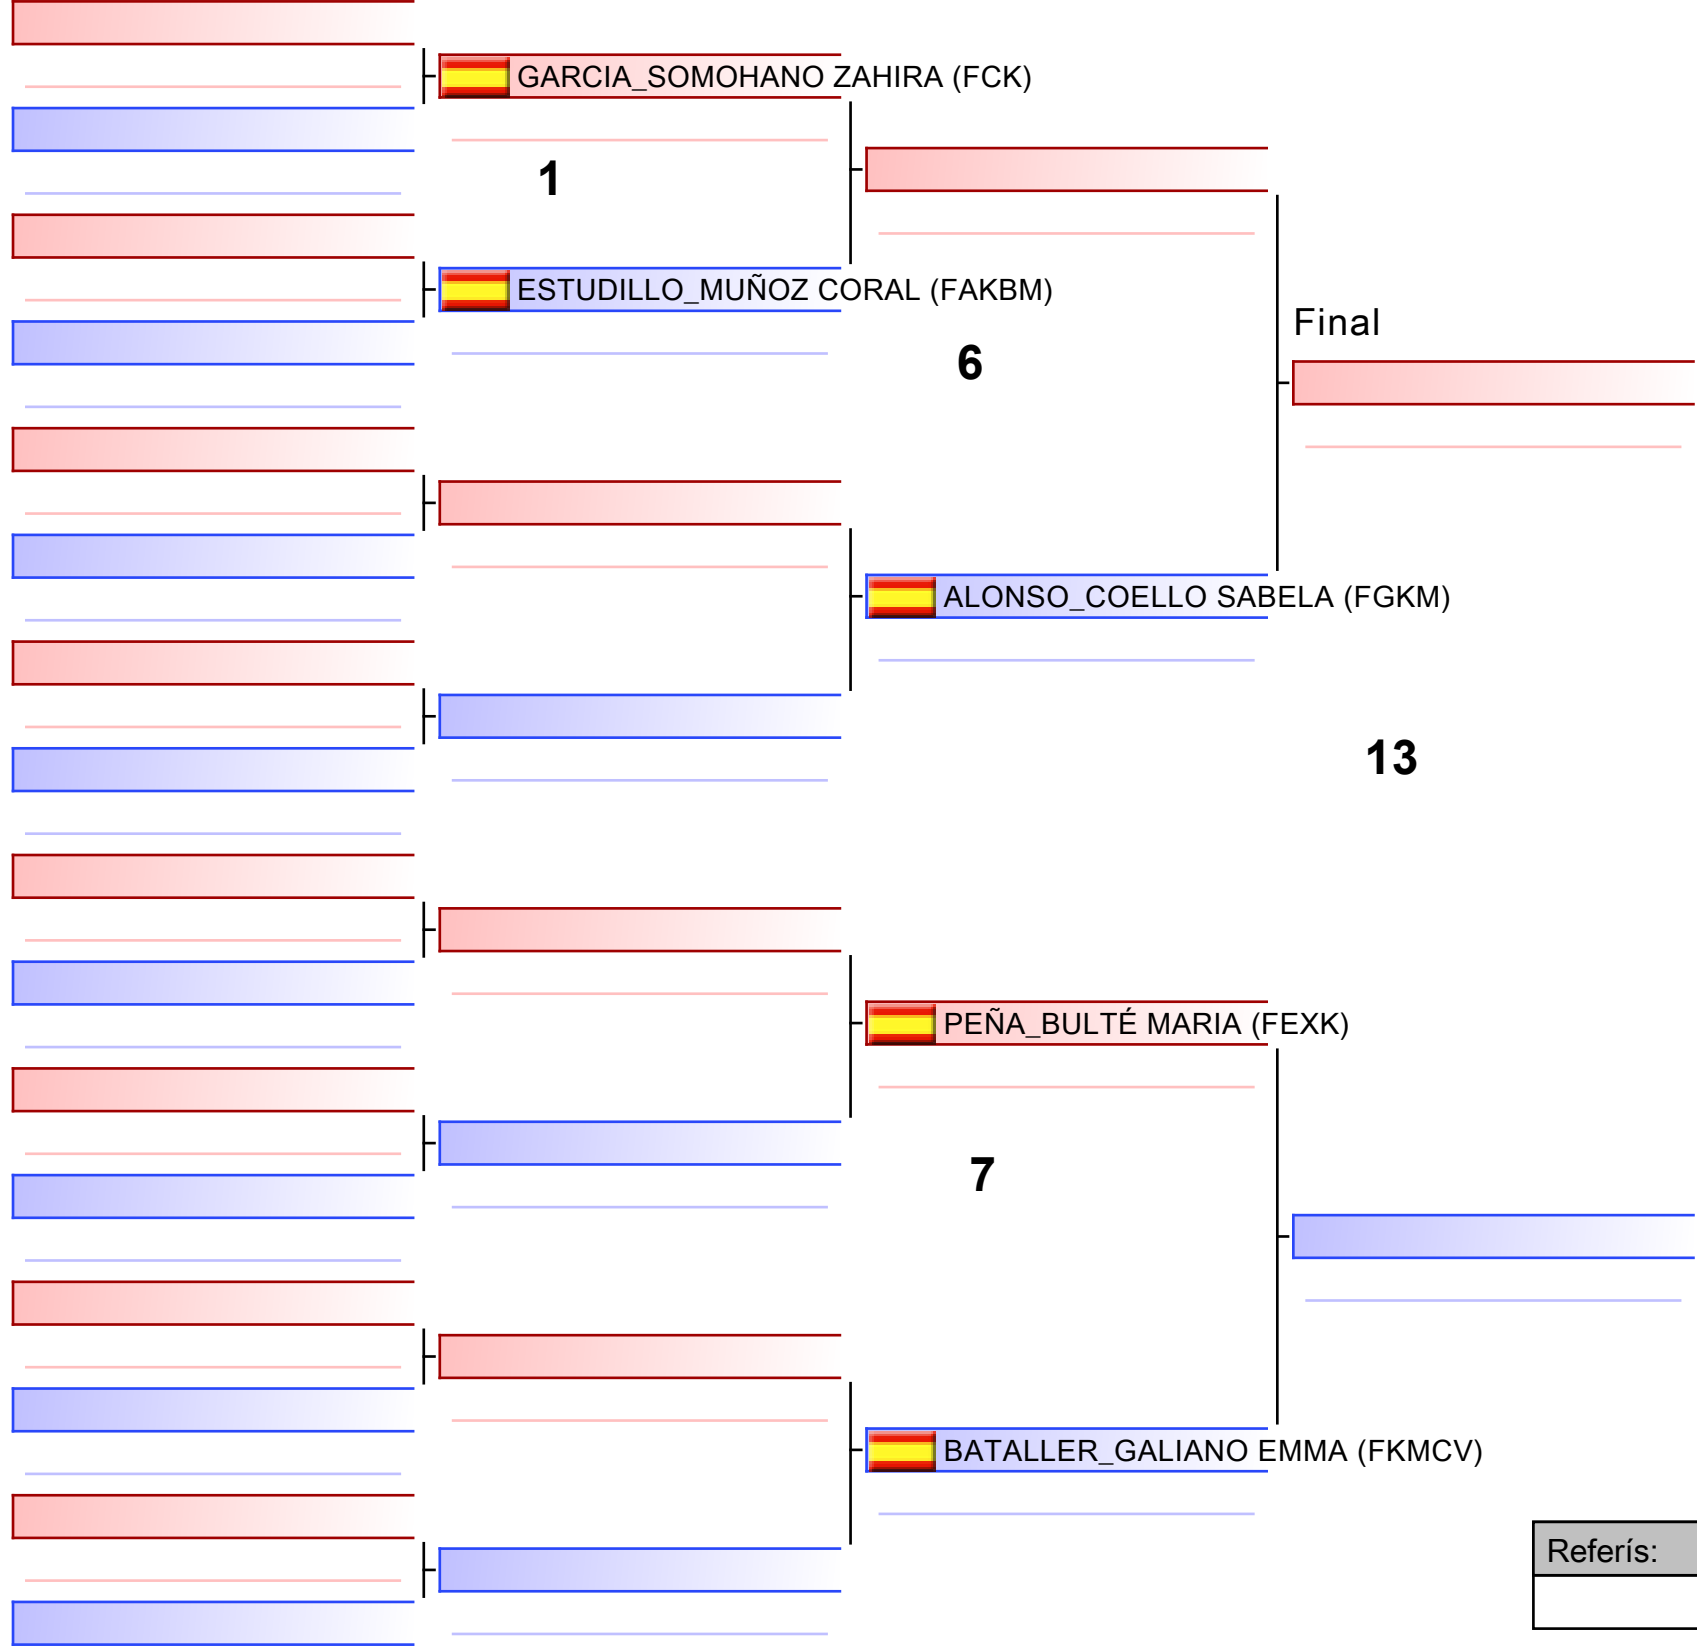 GARCIA_SOMOHANO ZAHIRA (FCK)
1
ESTUDILLO_MUÑOZ CORAL (FAKBM)
Final
6
ALONSO_COELLO SABELA (FGKM)
13
PEÑA_BULTÉ MARIA (FEXK)
7
BATALLER_GALIANO EMMA (FKMCV)
Referís: